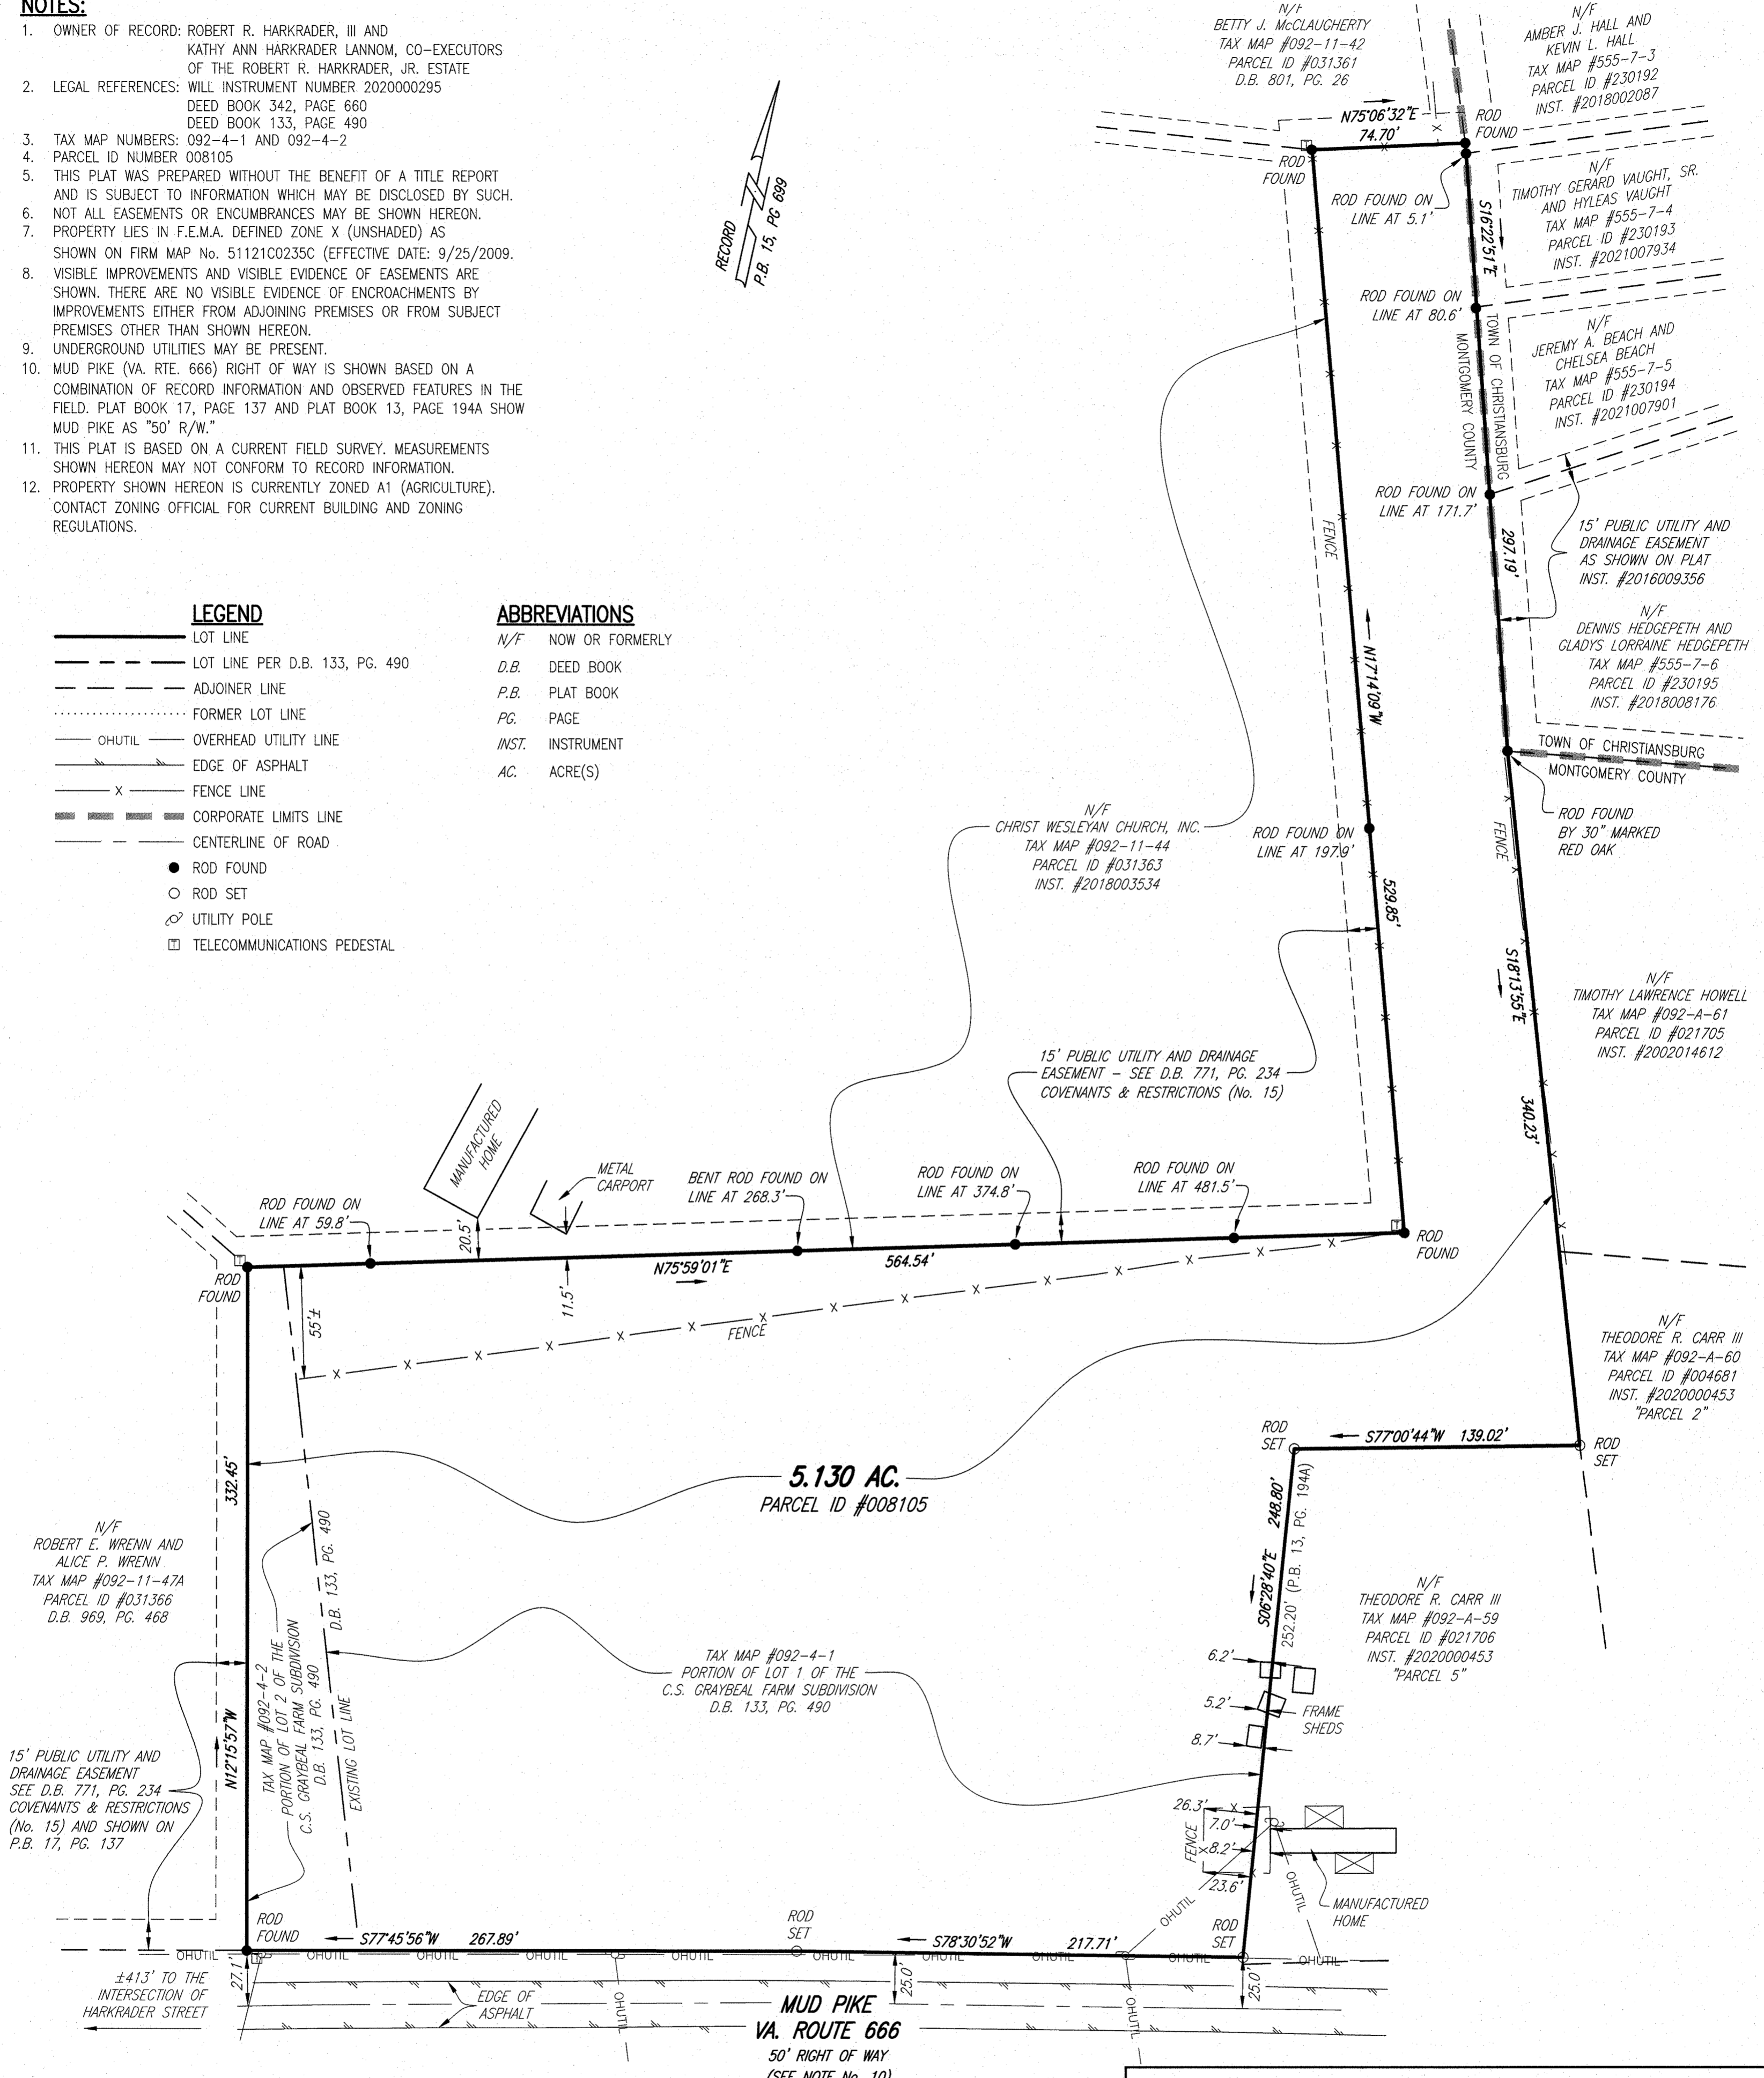 NOTES:
1. OWNER OF RECORD: ROBERT R. HARKRADER, III AND
KATHY ANN HARKRADER LANNOM, CO-EXECUTORS
OF THE ROBERT R. HARKRADER, JR. ESTATE
2. LEGAL REFERENCES: WILL INSTRUMENT NUMBER 2020000295
DEED BOOK 342, PAGE 660
DEED BOOK 133, PAGE 490
3. TAX MAP NUMBERS: 092-4-1 AND 092-4-2
4. PARCEL ID NUMBER 008105
5. THIS PLAT WAS PREPARED WITHOUT THE BENEFIT OF A TITLE REPORT
AND IS SUBJECT TO INFORMATION WHICH MAY BE DISCLOSED BY SUCH.
6. NOT ALL EASEMENTS OR ENCUMBRANCES MAY BE SHOWN HEREON.
7. PROPERTY LIES IN F.E.M.A. DEFINED ZONE X (UNSHADED) AS
SHOWN ON FIRM MAP No. 51121C0235C (EFFECTIVE DATE: 9/25/2009.
8. VISIBLE IMPROVEMENTS AND VISIBLE EVIDENCE OF EASEMENTS ARE
SHOWN. THERE ARE NO VISIBLE EVIDENCE OF ENCROACHMENTS BY
IMPROVEMENTS EITHER FROM ADJOINING PREMISES OR FROM SUBJECT
PREMISES OTHER THAN SHOWN HEREON.
9. UNDERGROUND UTILITIES MAY BE PRESENT.
10. MUD PIKE (VA. RTE. 666) RIGHT OF WAY IS SHOWN BASED ON A
COMBINATION OF RECORD INFORMATION AND OBSERVED FEATURES IN THE
FIELD. PLAT BOOK 17, PAGE 137 AND PLAT BOOK 13, PAGE 194A SHOW
MUD PIKE AS "50' R/W."
11. THIS PLAT IS BASED ON A CURRENT FIELD SURVEY. MEASUREMENTS
SHOWN HEREON MAY NOT CONFORM TO RECORD INFORMATION.
12. PROPERTY SHOWN HEREON IS CURRENTLY ZONED A1 (AGRICULTURE).
CONTACT ZONING OFFICIAL FOR CURRENT BUILDING AND ZONING
REGULATIONS.
RECORD
P.B. 15, PG 699
LEGEND
LOT LINE
LOT LINE PER D.B. 133, PG. 490
ADJOINER LINE
FORMER LOT LINE
OHUTIL OVERHEAD UTILITY LINE
EDGE OF ASPHALT
X FENCE LINE
CORPORATE LIMITS LINE
CENTERLINE OF ROAD
ROD FOUND
ROD SET
UTILITY POLE
T TELECOMMUNICATIONS PEDESTAL
ABBREVIATIONS
N/F NOW OR FORMERLY
D.B. DEED BOOK
P.B. PLAT BOOK
PG. PAGE
INST. INSTRUMENT
AC. ACRE(S)
N/F
BETTY J. McCLAUGHERTY
TAX MAP #092-11-42
PARCEL ID #031361
D.B. 801, PG. 26
N/F
AMBER J. HALL AND
KEVIN L. HALL
TAX MAP #555-7-3
PARCEL ID #230192
INST. #2018002087
N75°06'32"E
74.70'
ROD
FOUND
T
ROD
FOUND
ROD FOUND ON
LINE AT 5.1'
S16°22'51"E
N/F
TIMOTHY GERARD VAUGHT, SR.
AND HYLEAS VAUGHT
TAX MAP #555-7-4
PARCEL ID #230193
INST. #2021007934
ROD FOUND ON
LINE AT 80.6'
TOWN OF CHRISTIANSBURG
MONTGOMERY COUNTY
N/F
JEREMY A. BEACH AND
CHELSEA BEACH
TAX MAP #555-7-5
PARCEL ID #230194
INST. #2021007901
ROD FOUND ON
LINE AT 171.7'
297.19'
FENCE
15' PUBLIC UTILITY AND
DRAINAGE EASEMENT
AS SHOWN ON PLAT
INST. #2016009356
N/F
DENNIS HEDGEPETH AND
GLADYS LORRAINE HEDGEPETH
TAX MAP #555-7-6
PARCEL ID #230195
INST. #2018008176
N17°14'09"W
TOWN OF CHRISTIANSBURG
MONTGOMERY COUNTY
ROD FOUND
BY 30" MARKED
RED OAK
FENCE
N/F
CHRIST WESLEYAN CHURCH, INC.
TAX MAP #092-11-44
PARCEL ID #031363
INST. #2018003534
ROD FOUND ON
LINE AT 197.9'
529.85'
S18°13'55"E
N/F
TIMOTHY LAWRENCE HOWELL
TAX MAP #092-A-61
PARCEL ID #021705
INST. #2002014612
340.23'
15' PUBLIC UTILITY AND DRAINAGE
EASEMENT - SEE D.B. 771, PG. 234
COVENANTS & RESTRICTIONS (No. 15)
MANUFACTURED
HOME
METAL
CARPORT
ROD FOUND ON
LINE AT 59.8'
20.5'
BENT ROD FOUND ON
LINE AT 268.3'
ROD FOUND ON
LINE AT 374.8'
ROD FOUND ON
LINE AT 481.5'
T
ROD
FOUND
T
ROD
FOUND
55'±
11.5'
N75°59'01"E
564.54'
FENCE
N/F
THEODORE R. CARR III
TAX MAP #092-A-60
PARCEL ID #004681
INST. #2020000453
"PARCEL 2"
ROD
SET
S77°00'44"W 139.02'
ROD
SET
332.45'
5.130 AC.
PARCEL ID #008105
S06°28'40"E 248.80'
252.20' (P.B. 13, PG. 194A)
N/F
ROBERT E. WRENN AND
ALICE P. WRENN
TAX MAP #092-11-47A
PARCEL ID #031366
D.B. 969, PG. 468
D.B. 133, PG. 490
N/F
THEODORE R. CARR III
TAX MAP #092-A-59
PARCEL ID #021706
INST. #2020000453
"PARCEL 5"
TAX MAP #092-4-1
PORTION OF LOT 1 OF THE
C.S. GRAYBEAL FARM SUBDIVISION
D.B. 133, PG. 490
6.2'
5.2'
8.7'
FRAME
SHEDS
N12°15'57"W
TAX MAP #092-4-2
PORTION OF LOT 2 OF THE
C.S. GRAYBEAL FARM SUBDIVISION
D.B. 133, PG. 490
EXISTING LOT LINE
15' PUBLIC UTILITY AND
DRAINAGE EASEMENT
SEE D.B. 771, PG. 234
COVENANTS & RESTRICTIONS
(No. 15) AND SHOWN ON
P.B. 17, PG. 137
26.3'
7.0'
8.2'
23.6'
FENCE
OHUTIL
OHUTIL
MANUFACTURED
HOME
ROD
FOUND
S77°45'56"W 267.89'
ROD
SET
S78°30'52"W 217.71'
ROD
SET
OHUTIL OHUTIL OHUTIL OHUTIL OHUTIL OHUTIL OHUTIL OHUTIL OHUTIL
T
27.1'
25.0'
25.0'
±413' TO THE
INTERSECTION OF
HARKRADER STREET
EDGE OF
ASPHALT
OHUTIL
OHUTIL
MUD PIKE
VA. ROUTE 666
50' RIGHT OF WAY
(SEE NOTE No. 10)